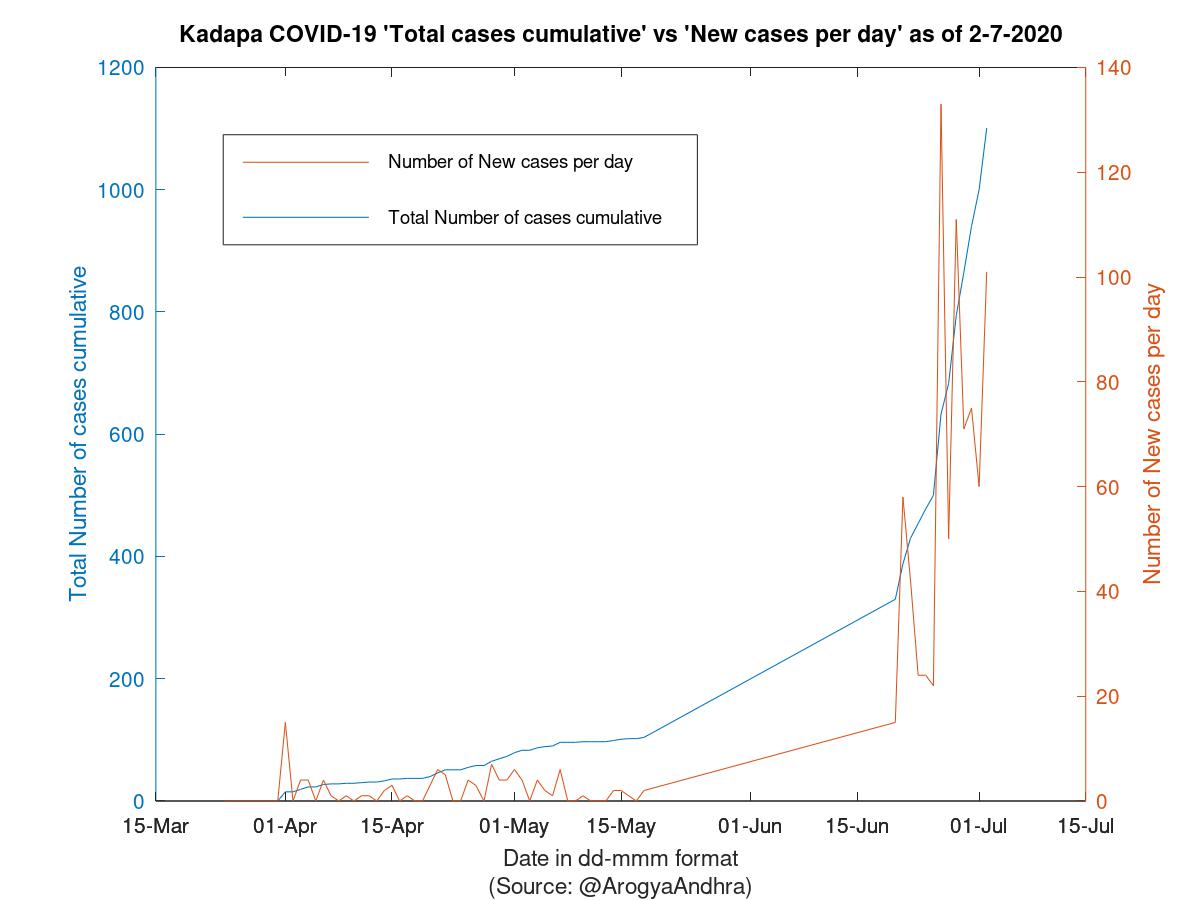 Kadapa COVID-19 'Total cases cumulative' vs 'New cases per day' as of 2-7-2020
1200
1000
800
600
400
200
0
Total Number of cases cumulative
Number of New cases per day
Total Number of cases cumulative
140
120
100
80
60
40
20
0
Number of New cases per day
15-Mar 01-Apr 15-Apr 01-May 15-May 01-Jun 15-Jun 01-Jul 15-Jul
Date in dd-mmm format
(Source: @ArogyaAndhra)